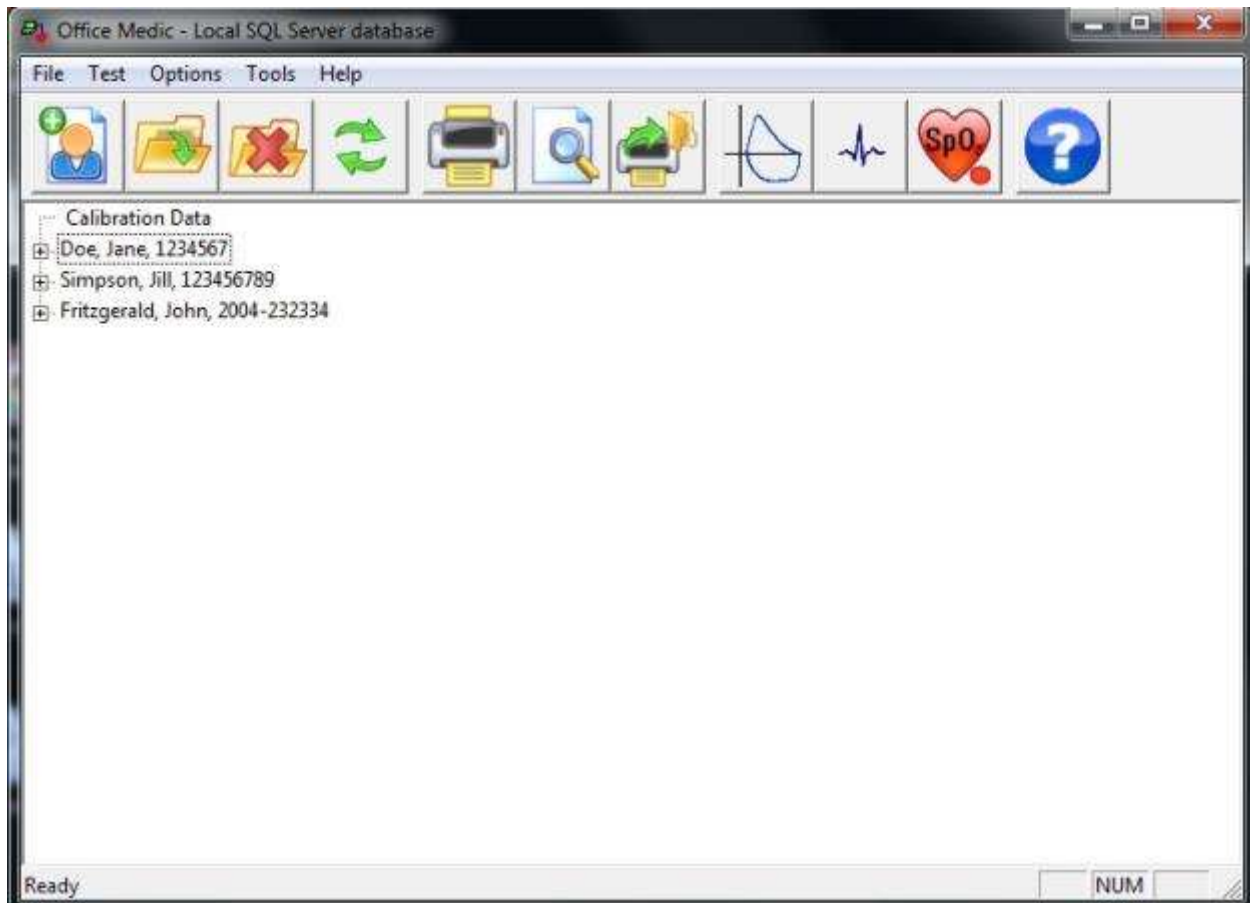 Office Medic - Local SQL Server database
File Test Options Tools Help
SpO₂
Calibration Data
Doe, Jane, 1234567
Simpson, Jill, 123456789
Fritzgerald, John, 2004-232334
Ready NUM